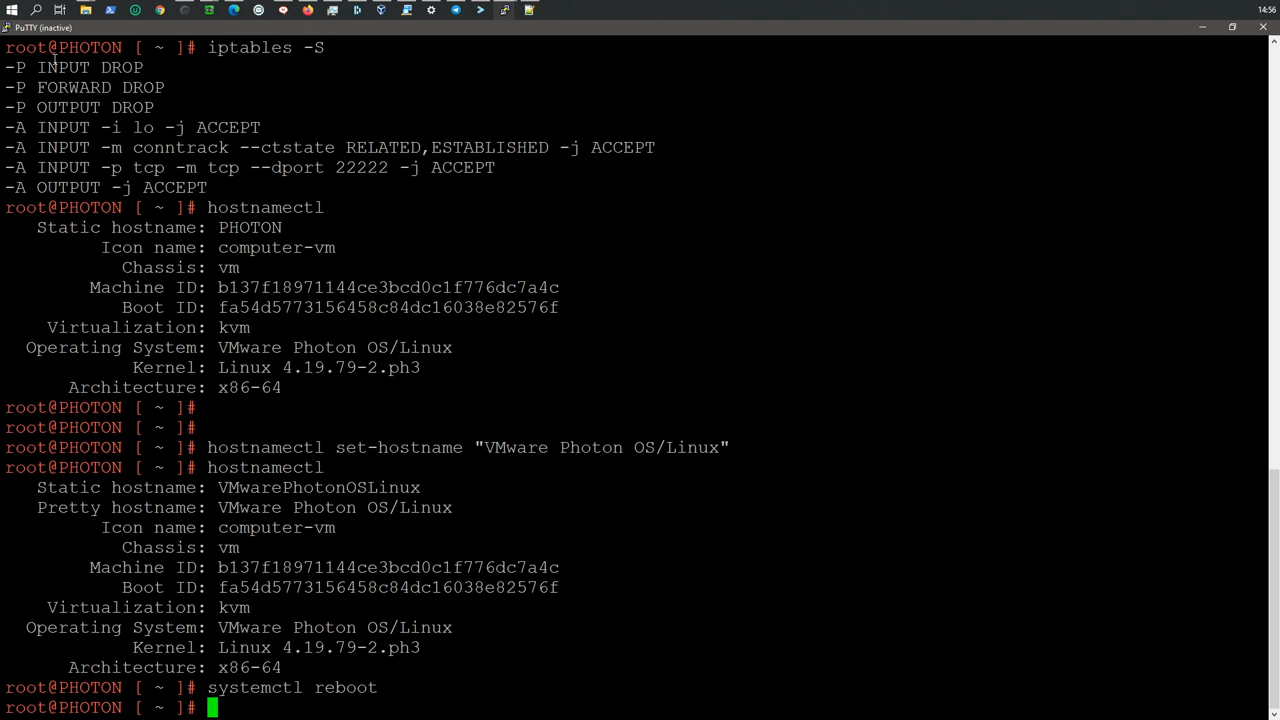 14:56
PuTTY (inactive)
root@PHOTON [ ~ ]# iptables -S
-P INPUT DROP
-P FORWARD DROP
-P OUTPUT DROP
-A INPUT -i lo -j ACCEPT
-A INPUT -m conntrack --ctstate RELATED,ESTABLISHED -j ACCEPT
-A INPUT -p tcp -m tcp --dport 22222 -j ACCEPT
-A OUTPUT -j ACCEPT
root@PHOTON [ ~ ]# hostnamectl
Static hostname: PHOTON
Icon name: computer-vm
Chassis: vm
Machine ID: b137f18971144ce3bcd0c1f776dc7a4c
Boot ID: fa54d5773156458c84dc16038e82576f
Virtualization: kvm
Operating System: VMware Photon OS/Linux
Kernel: Linux 4.19.79-2.ph3
Architecture: x86-64
root@PHOTON [ ~ ]#
root@PHOTON [ ~ ]#
root@PHOTON [ ~ ]# hostnamectl set-hostname "VMware Photon OS/Linux"
root@PHOTON [ ~ ]# hostnamectl
Static hostname: VMwarePhotonOSLinux
Pretty hostname: VMware Photon OS/Linux
Icon name: computer-vm
Chassis: vm
Machine ID: b137f18971144ce3bcd0c1f776dc7a4c
Boot ID: fa54d5773156458c84dc16038e82576f
Virtualization: kvm
Operating System: VMware Photon OS/Linux
Kernel: Linux 4.19.79-2.ph3
Architecture: x86-64
root@PHOTON [ ~ ]# systemctl reboot
root@PHOTON [ ~ ]#